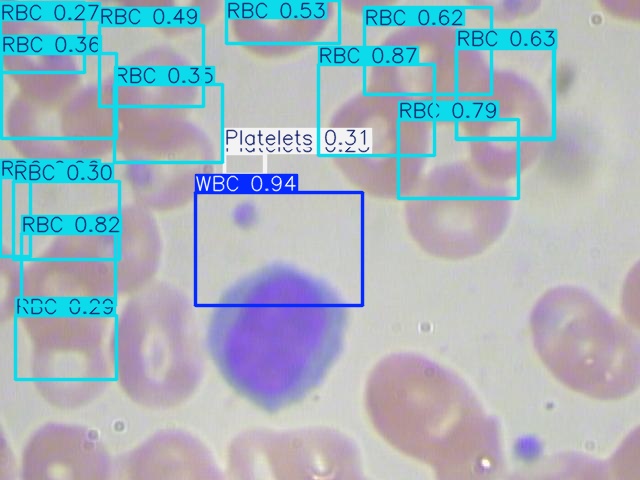 RBC 0.27
RBC 0.49
RBC 0.53
RBC 0.62
RBC 0.36
RBC 0.63
RBC 0.87
RBC 0.35
RBC 0.79
Platelets 0.31
RBC 0.30
WBC 0.94
RBC 0.82
RBC 0.29